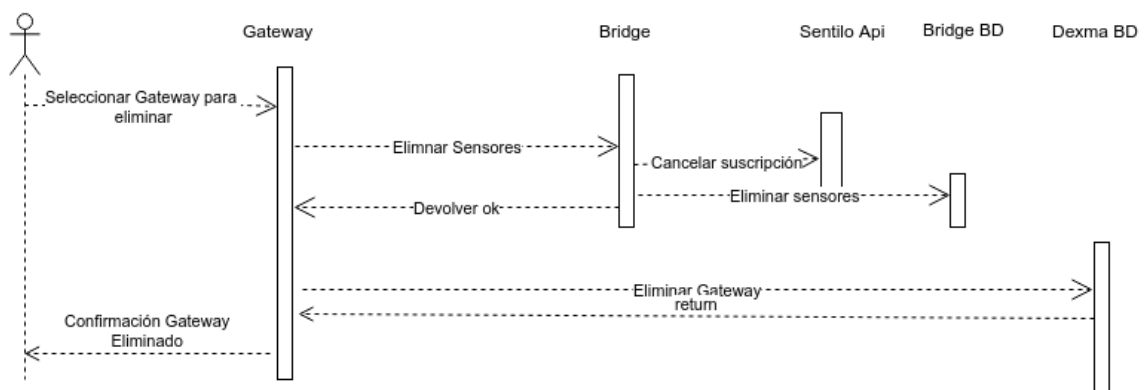 Gateway
Bridge
Sentilo Api
Bridge BD
Dexma BD
Seleccionar Gateway para
eliminar
Elimnar Sensores
Cancelar suscripción
Eliminar sensores
Devolver ok
Eliminar Gateway
return
Confirmación Gateway
Eliminado